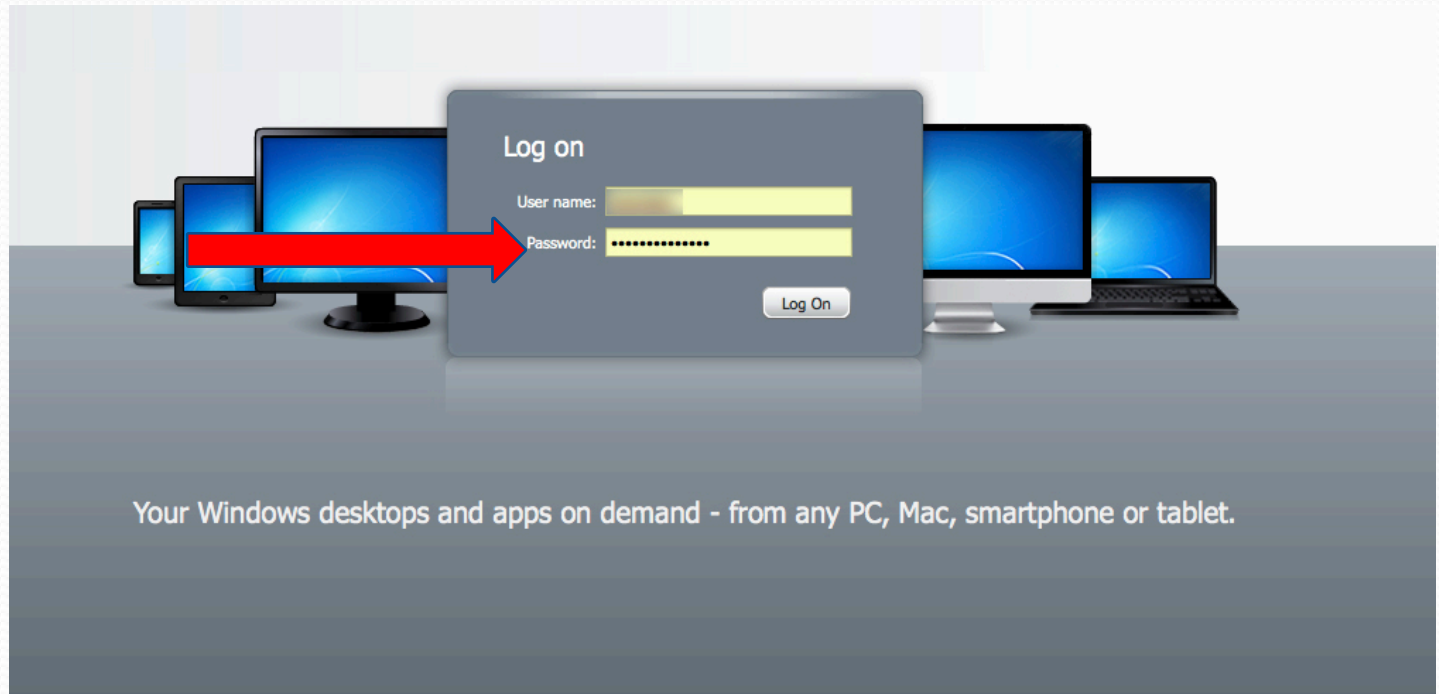 Log on
User name:
Password: ••••••••••••••
Log On
Your Windows desktops and apps on demand - from any PC, Mac, smartphone or tablet.